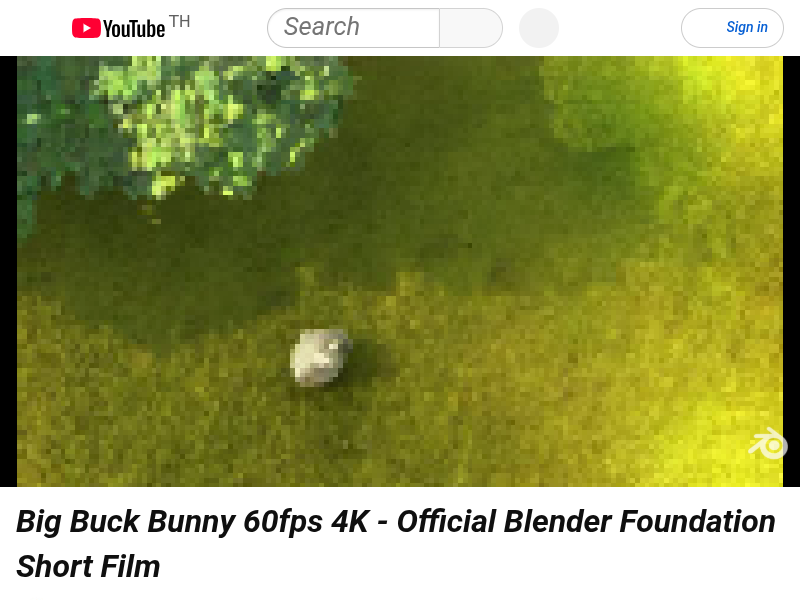 YouTube TH
Search
Sign in
Big Buck Bunny 60fps 4K - Official Blender Foundation
Short Film